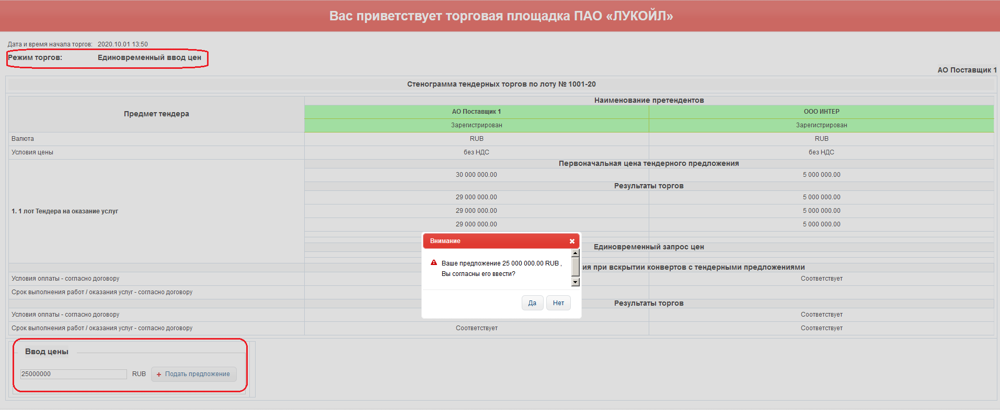 Вас приветствует торговая площадка ПАО «ЛУКОЙЛ»
Дата и время начала торгов: 2020.10.01 13:50
Режим торгов: Единовременный ввод цен
АО Поставщик 1
Стенограмма тендерных торгов по лоту № 1001-20
Предмет тендера
Наименование претендентов
АО Поставщик 1 ООО ИНТЕР
Зарегистрирован Зарегистрирован
Валюта RUB RUB
Условия цены без НДС без НДС
Первоначальная цена тендерного предложения
30 000 000.00 5 000 000.00
Результаты торгов
29 000 000.00 5 000 000.00
1. 1 лот Тендера на оказание услуг 29 000 000.00 5 000 000.00
29 000 000.00 5 000 000.00
Внимание
Единовременный запрос цен
Ваше предложение 25 000 000.00 RUB ,
Вы согласны его ввести?
при вскрытии конвертов с тендерными предложениями
Условия оплаты - согласно договору Соответствует
Срок выполнения работ / оказания услуг - согласно договору
Да Нет
Результаты торгов
Условия оплаты - согласно договору Соответствует
Срок выполнения работ / оказания услуг - согласно договору Соответствует Соответствует
Ввод цены
25000000 RUB + Подать предложение